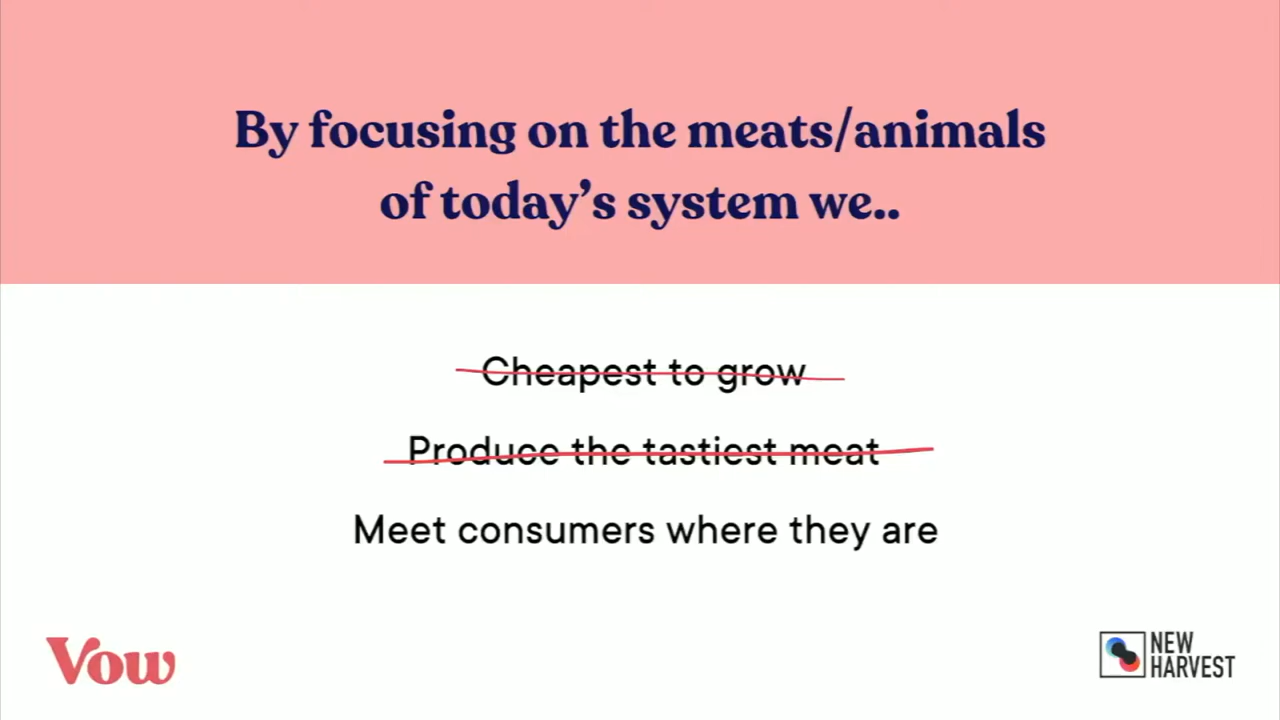 By focusing on the meats/animals
of today’s system we..
Cheapest to grow
Produce the tastiest meat
Meet consumers where they are
Vow
NEW
HARVEST